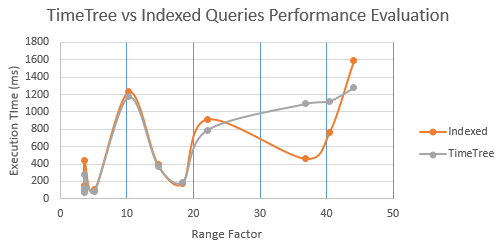 TimeTree vs Indexed Queries Performance Evaluation
1800
1600
1400
1200
1000
800
600
400
200
0
Execution TIme (ms)
0 10 20 30 40 50
Range Factor
Indexed
TimeTree